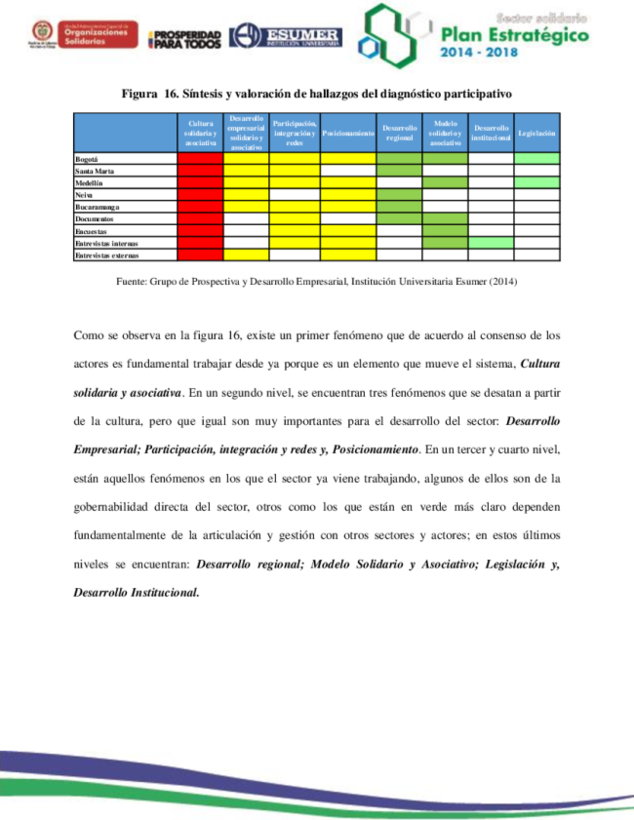 Unidad Administrativa Especial de
Organizaciones
Solidarias
PROSPERIDAD
PARA TODOS
ESUMER
INSTITUCIÓN UNIVERSITARIA
Sector solidario
Plan Estratégico
2014 - 2018
Figura 16. Síntesis y valoración de hallazgos del diagnóstico participativo
Cultura solidaria y asociativa
Desarrollo empresarial solidario y asociativo
Participación, integración y redes
Posicionamiento
Desarrollo regional
Modelo solidario y asociativo
Desarrollo institucional
Legislación
Bogotá
Santa Marta
Medellín
Neiva
Bucaramanga
Documentos
Encuestas
Entrevistas internas
Entrevistas externas
Fuente: Grupo de Prospectiva y Desarrollo Empresarial, Institución Universitaria Esumer (2014)
Como se observa en la figura 16, existe un primer fenómeno que de acuerdo al consenso de los
actores es fundamental trabajar desde ya porque es un elemento que mueve el sistema, Cultura
solidaria y asociativa. En un segundo nivel, se encuentran tres fenómenos que se desatan a partir
de la cultura, pero que igual son muy importantes para el desarrollo del sector: Desarrollo
Empresarial; Participación, integración y redes y, Posicionamiento. En un tercer y cuarto nivel,
están aquellos fenómenos en los que el sector ya viene trabajando, algunos de ellos son de la
gobernabilidad directa del sector, otros como los que están en verde más claro dependen
fundamentalmente de la articulación y gestión con otros sectores y actores; en estos últimos
niveles se encuentran: Desarrollo regional; Modelo Solidario y Asociativo; Legislación y,
Desarrollo Institucional.